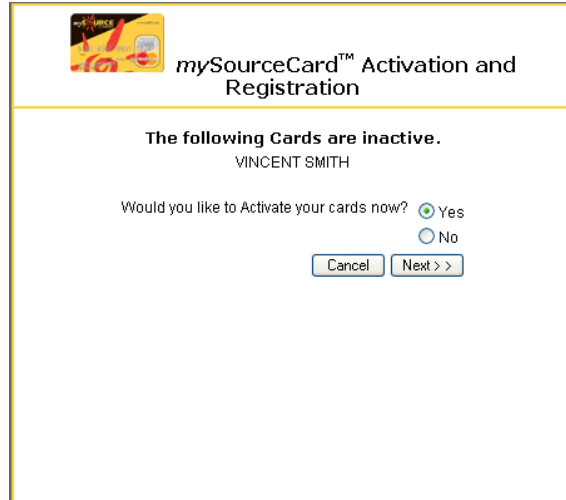 mySOURCE
mySourceCard™ Activation and
Registration
The following Cards are inactive.
VINCENT SMITH
Would you like to Activate your cards now? Yes
No
Cancel Next>>